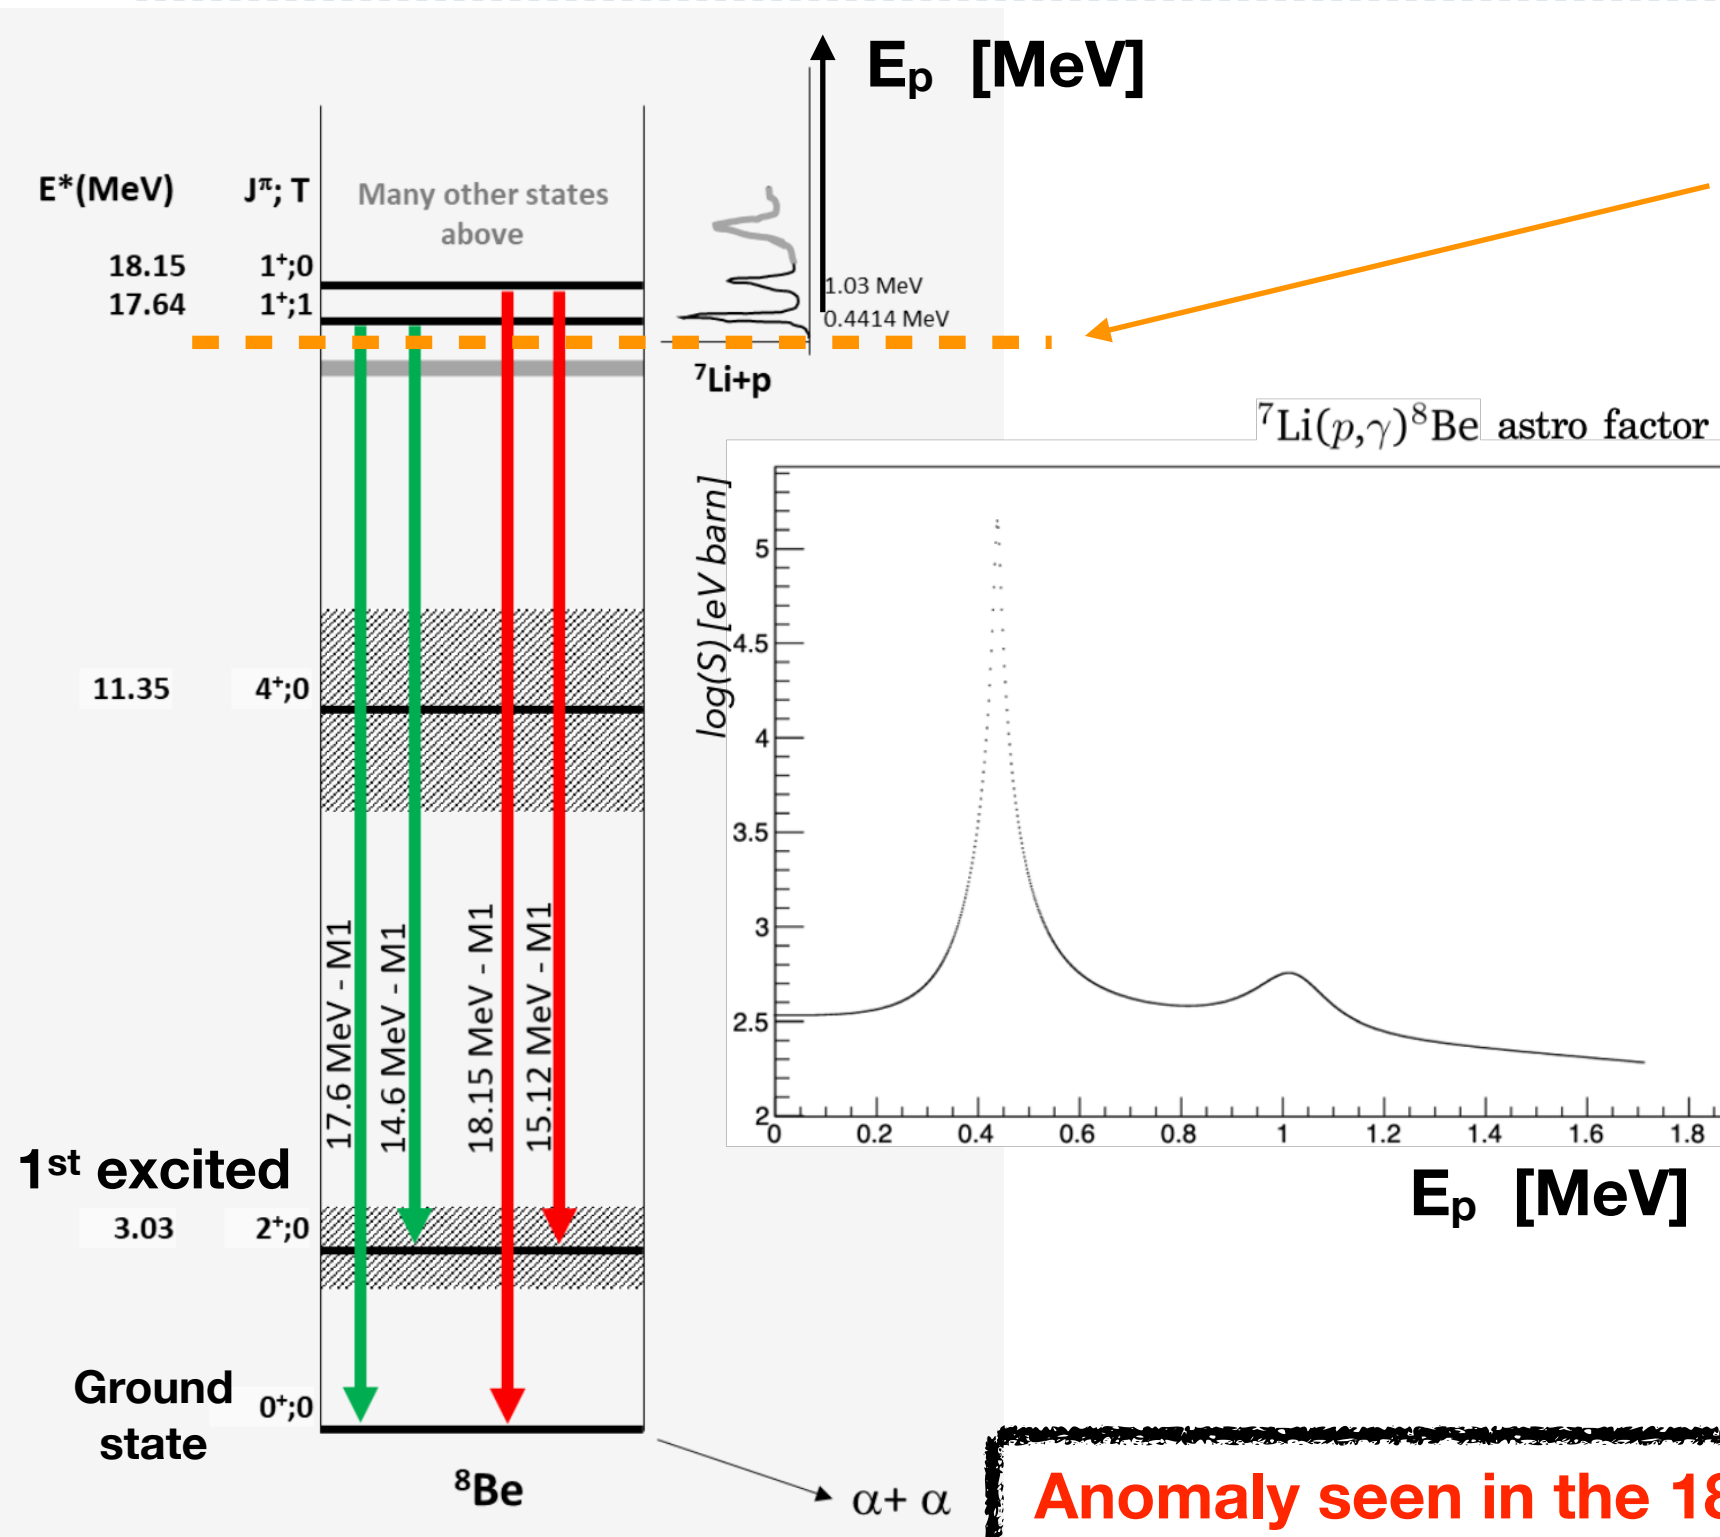 Eₚ [MeV]
E*(MeV) Jᵖⁱ; T
Many other states
above
18.15 1⁺;0
17.64 1⁺;1
1.03 MeV
0.4414 MeV
⁷Li+p
⁷Li(p,γ)⁸Be astro factor
log(S) [eV barn]
5
4.5
4
3.5
3
2.5
2
0 0.2 0.4 0.6 0.8 1 1.2 1.4 1.6 1.8
Eₚ [MeV]
11.35 4⁺;0
17.6 MeV - M1
14.6 MeV - M1
18.15 MeV - M1
15.12 MeV - M1
1st excited
3.03 2⁺;0
Ground
state
0⁺;0
⁸Be
α+ α
Anomaly seen in the 18